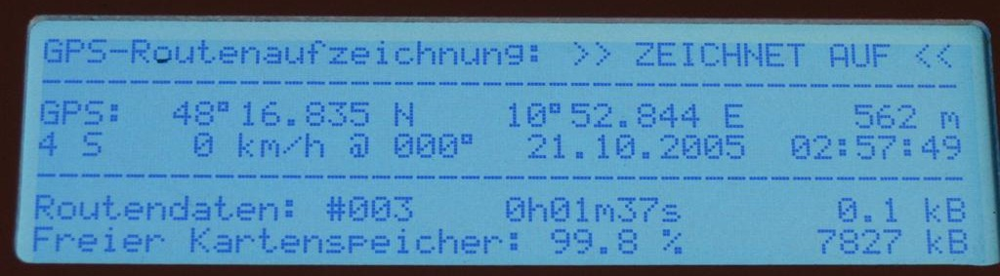 GPS-Routenaufzeichnung: >> ZEICHNET AUF <<
GPS: 48°16.835 N 10°52.844 E 562 m
4 S 0 km/h @ 000° 21.10.2005 02:57:49
Routendaten: #003 0h01m37s 0.1 kB
Freier Kartenspeicher: 99.8 % 7827 kB